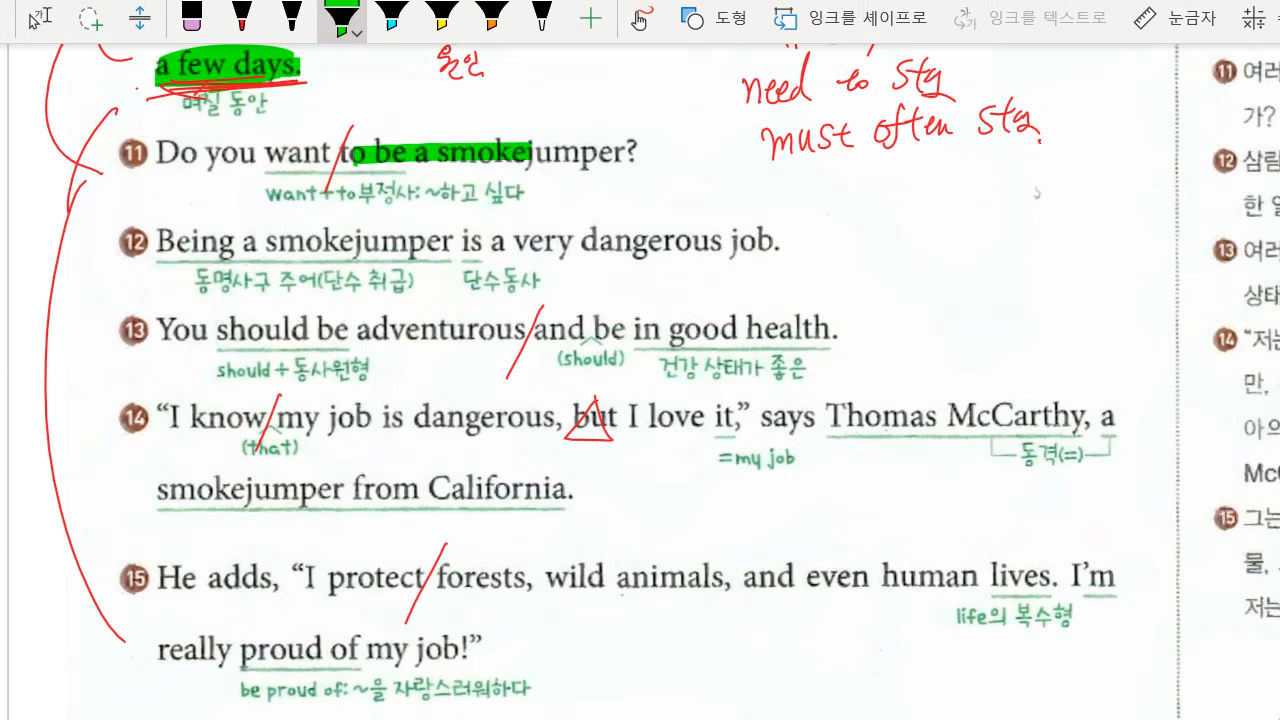 도형 잉크를 셰이프로 잉크를 텍스트로 눈금자
a few days.
며칠 동안
need to stay
must often stay
⑪ Do you want to be a smokejumper?
want+to부정사: ~하고 싶다
⑫ Being a smokejumper is a very dangerous job.
동명사구 주어(단수 취급) 단수동사
⑬ You should be adventurous and be in good health.
should+동사원형 (should) 건강 상태가 좋은
⑭ “I know my job is dangerous, but I love it,” says Thomas McCarthy, a
(that) =my job 동격(=)
smokejumper from California.
⑮ He adds, “I protect forests, wild animals, and even human lives. I’m
life의 복수형
really proud of my job!”
be proud of: ~을 자랑스러워하다
⑪ 여러
가?
⑫ 삼림
한 일
⑬ 여러
상태
⑭ “저는
만,
아의
McC
⑮ 그는
물,
저는